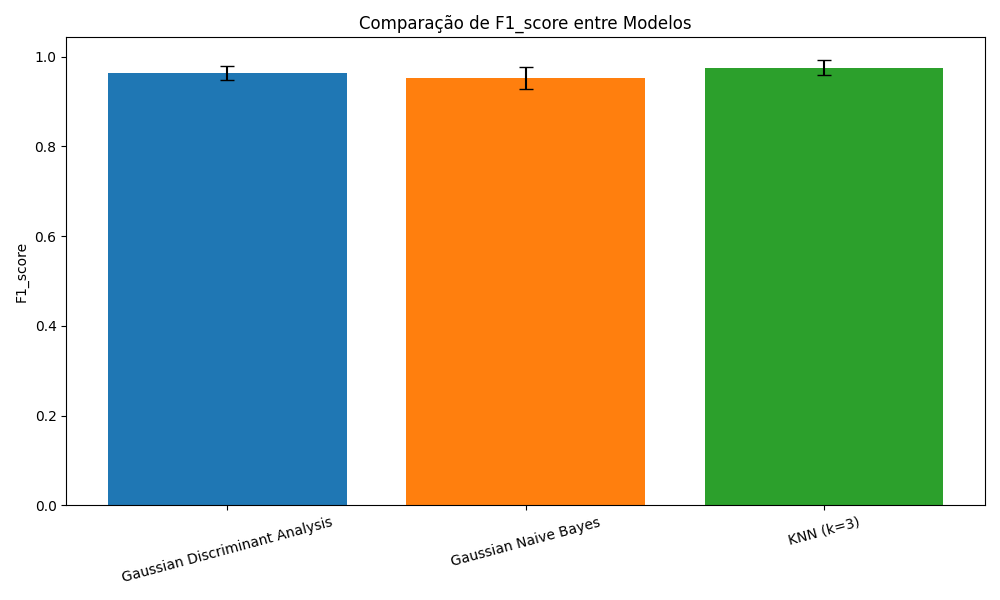 Comparação de F1_score entre Modelos
F1_score
1.0
0.8
0.6
0.4
0.2
0.0
Gaussian Discriminant Analysis
Gaussian Naive Bayes
KNN (k=3)